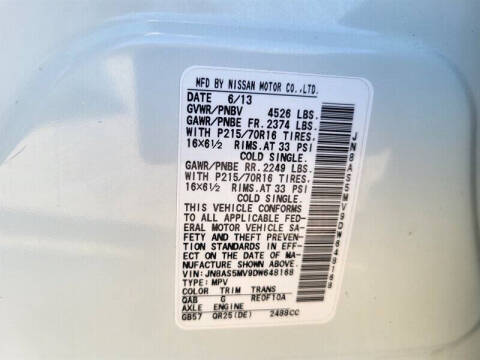 MFD BY NISSAN MOTOR CO.,LTD.
DATE 6/13
GVWR/PNBV 4526 LBS.
GAWR/PNBE FR. 2374 LBS.
WITH P215/70R16 TIRES.
16X6½ RIMS.AT 33 PSI
COLD SINGLE.
GAWR/PNBE RR. 2249 LBS.
WITH P215/70R16 TIRES.
16X6½ RIMS.AT 33 PSI
COLD SINGLE.
THIS VEHICLE CONFORMS
TO ALL APPLICABLE FED-
ERAL MOTOR VEHICLE SA-
FETY AND THEFT PREVEN-
TION STANDARDS IN EFF-
ECT ON THE DATE OF MA-
NUFACTURE SHOWN ABOVE.
VIN:JN8AS5MV9DW648168
TYPE:MPV
COLOR TRIM TRANS
QAB G RE0F10A
AXLE ENGINE
GB57 QR25(DE) 2488CC
JN8AS5MV9DW648168